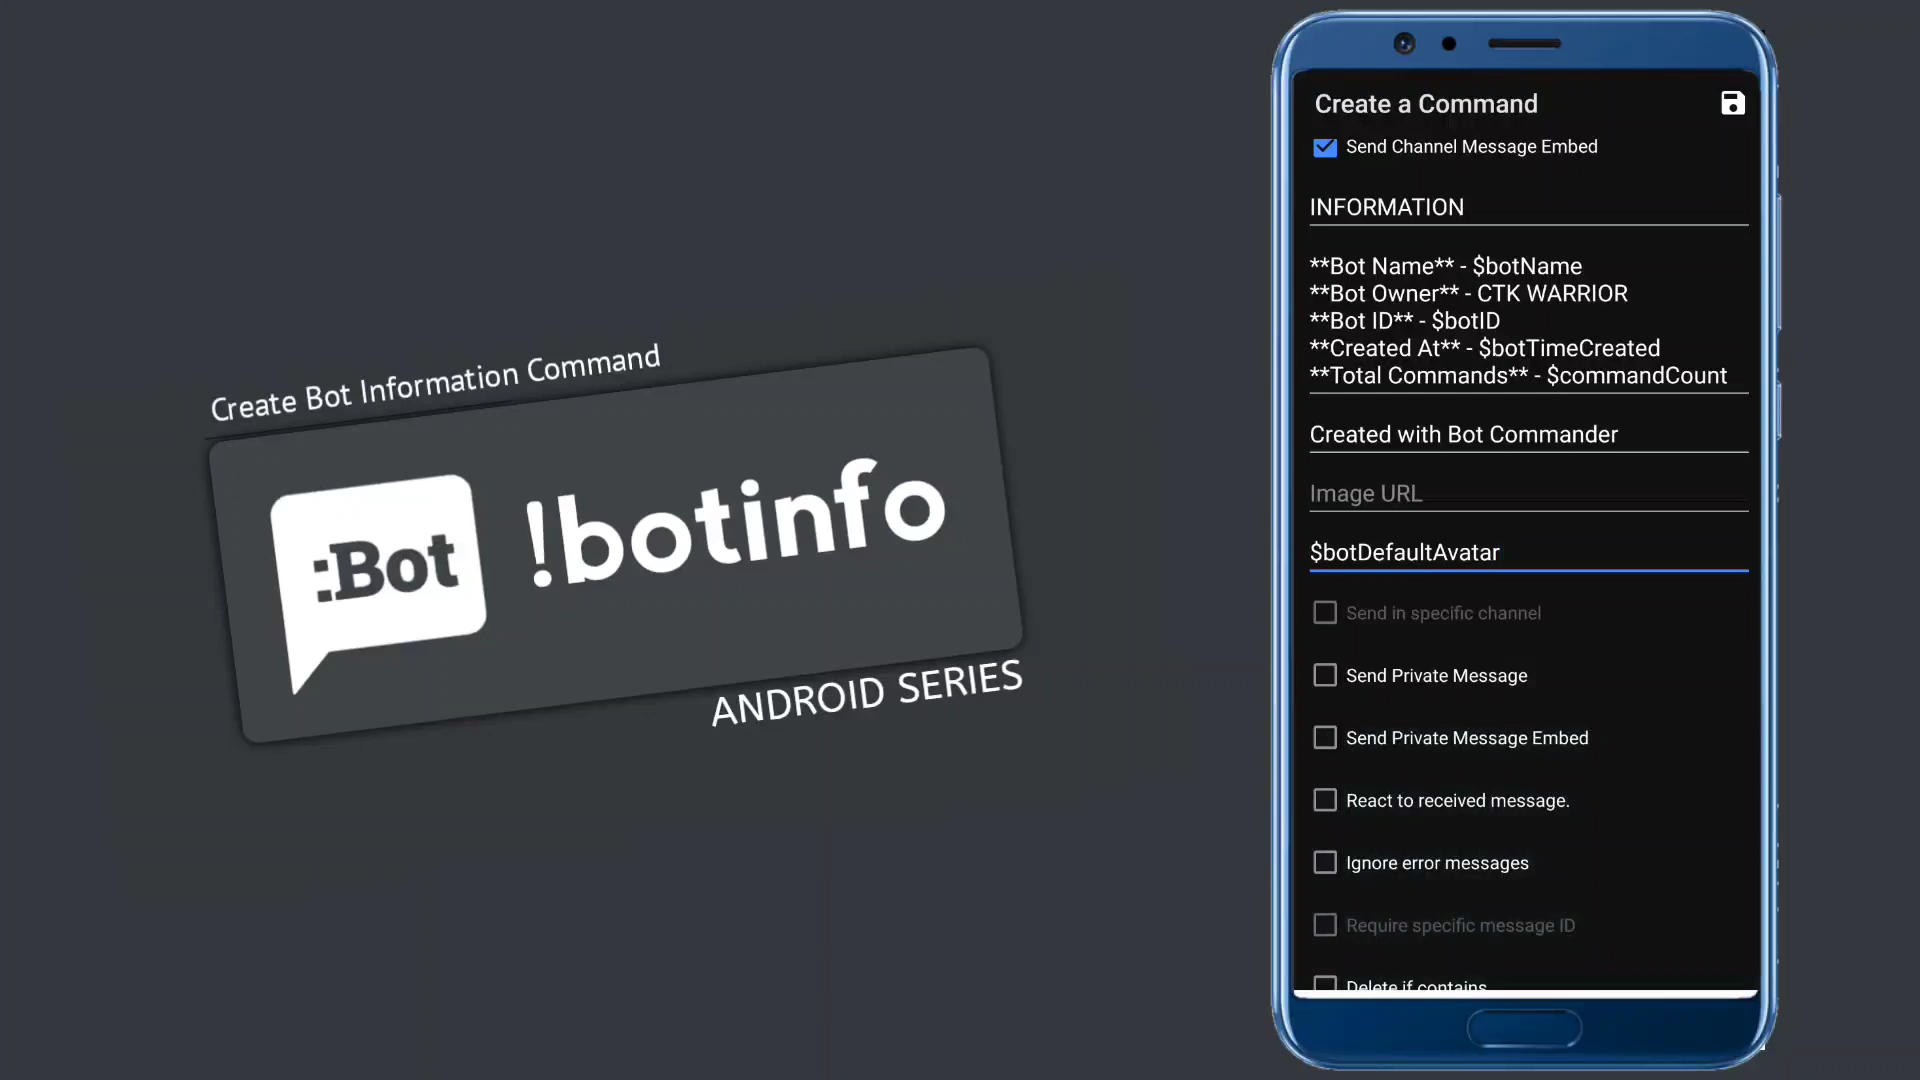 Create Bot Information Command
:Bot
!botinfo
ANDROID SERIES
Create a Command
Send Channel Message Embed
INFORMATION
**Bot Name** - $botName
**Bot Owner** - CTK WARRIOR
**Bot ID** - $botID
**Created At** - $botTimeCreated
**Total Commands** - $commandCount
Created with Bot Commander
Image URL
$botDefaultAvatar
Send in specific channel
Send Private Message
Send Private Message Embed
React to received message.
Ignore error messages
Require specific message ID
Delete if contains